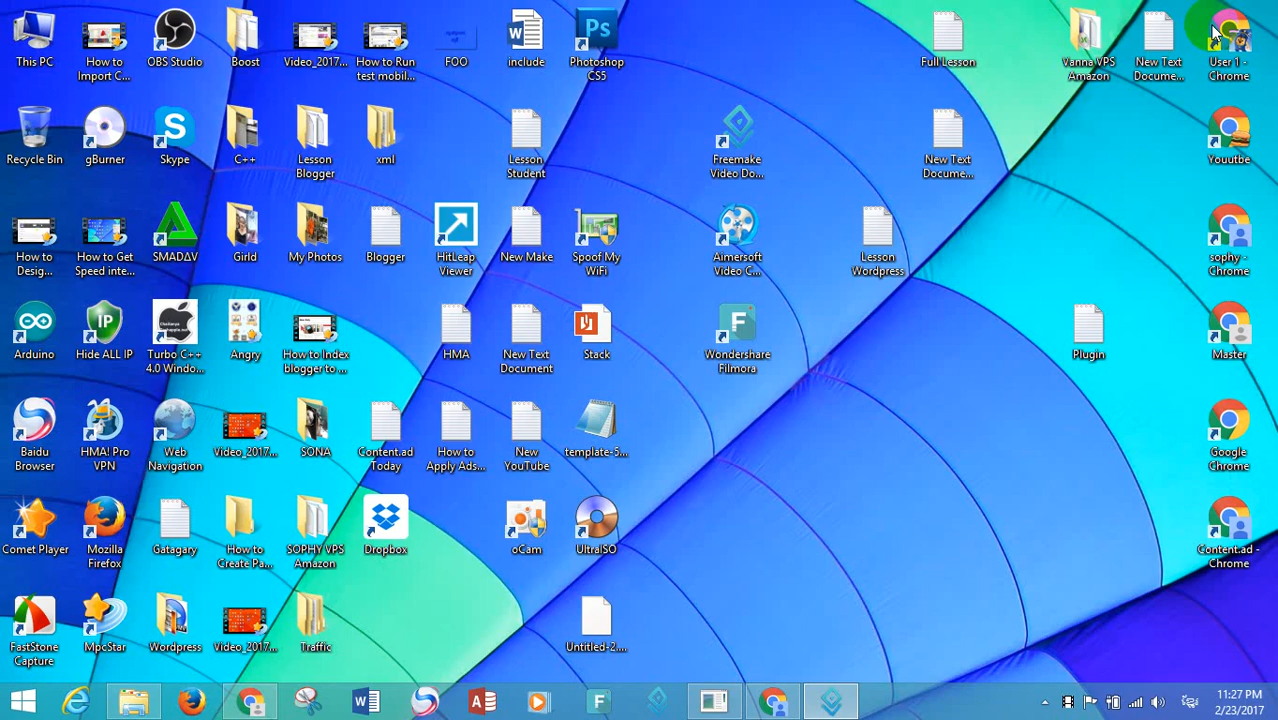 This PC
How to
Import C...
OBS Studio
Boost
Video_2017...
How to Run
test mobil...
FOO
include
Ps
Photoshop
CS5
Full Lesson
Vanna VPS
Amazon
New Text
Docume...
User 1 -
Chrome
Recycle Bin
gBurner
Skype
C++
Lesson
Blogger
xml
Lesson
Student
Freemake
Video Do...
New Text
Docume...
Youutbe
How to
Desig...
How to Get
Speed inte...
SMADΔV
Girld
My Photos
Blogger
HitLeap
Viewer
New Make
Spoof My
WiFi
Aimersoft
Video C...
Lesson
Wordpress
sophy -
Chrome
Arduino
IP
Hide ALL IP
Turbo C++
4.0 Windo...
Angry
How to Index
blogger to ...
HMA
New Text
Document
Stack
Wondershare
Filmora
Plugin
Master
Baidu
Browser
HMA! Pro
VPN
Web
Navigation
Video_2017...
SONA
Content.ad
Today
How to
Apply Ads...
New
YouTube
template-5...
Google
Chrome
Comet Player
Mozilla
Firefox
Gatagary
How to
Create Pa...
SOPHY VPS
Amazon
Dropbox
oCam
UltraISO
Content.ad -
Chrome
FastStone
Capture
MpcStar
Wordpress
Video_2017...
Traffic
Untitled-2....
11:27 PM
2/23/2017